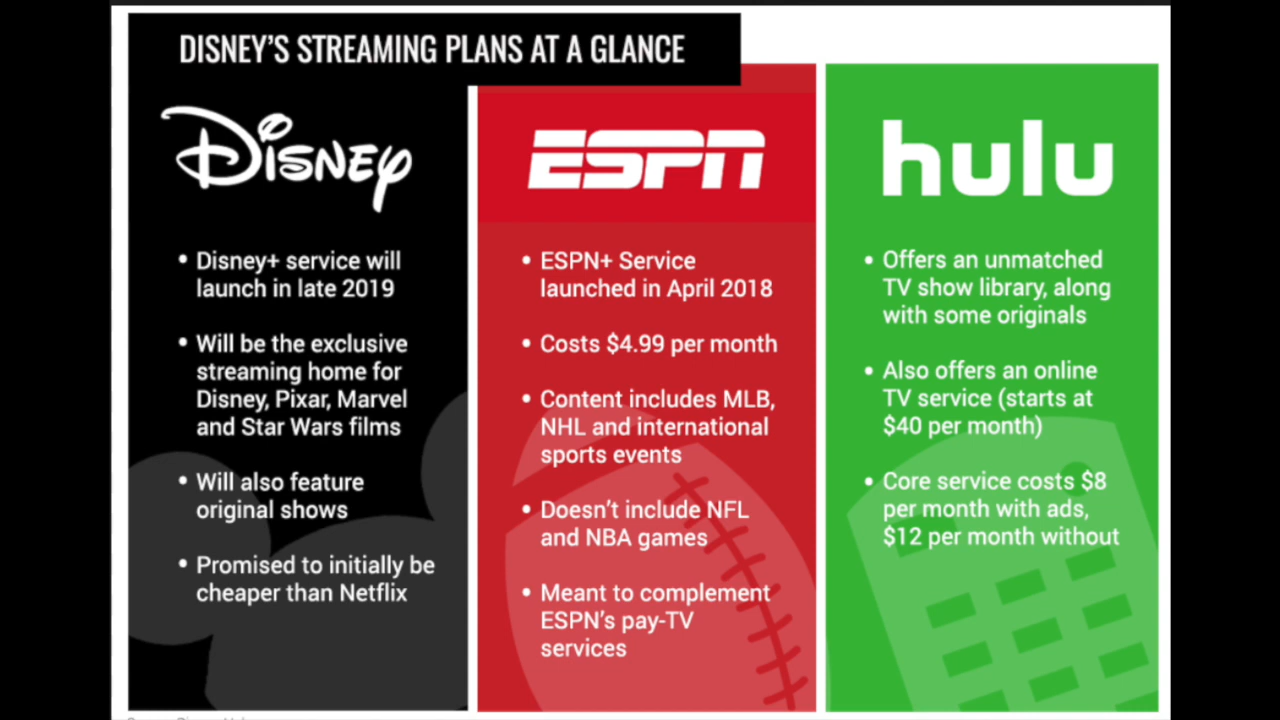 DISNEY'S STREAMING PLANS AT A GLANCE
Disney
• Disney+ service will
launch in late 2019
• Will be the exclusive
streaming home for
Disney, Pixar, Marvel
and Star Wars films
• Will also feature
original shows
• Promised to initially be
cheaper than Netflix
ESPN
• ESPN+ Service
launched in April 2018
• Costs $4.99 per month
• Content includes MLB,
NHL and international
sports events
• Doesn't include NFL
and NBA games
• Meant to complement
ESPN's pay-TV
services
hulu
• Offers an unmatched
TV show library, along
with some originals
• Also offers an online
TV service (starts at
$40 per month)
• Core service costs $8
per month with ads,
$12 per month without